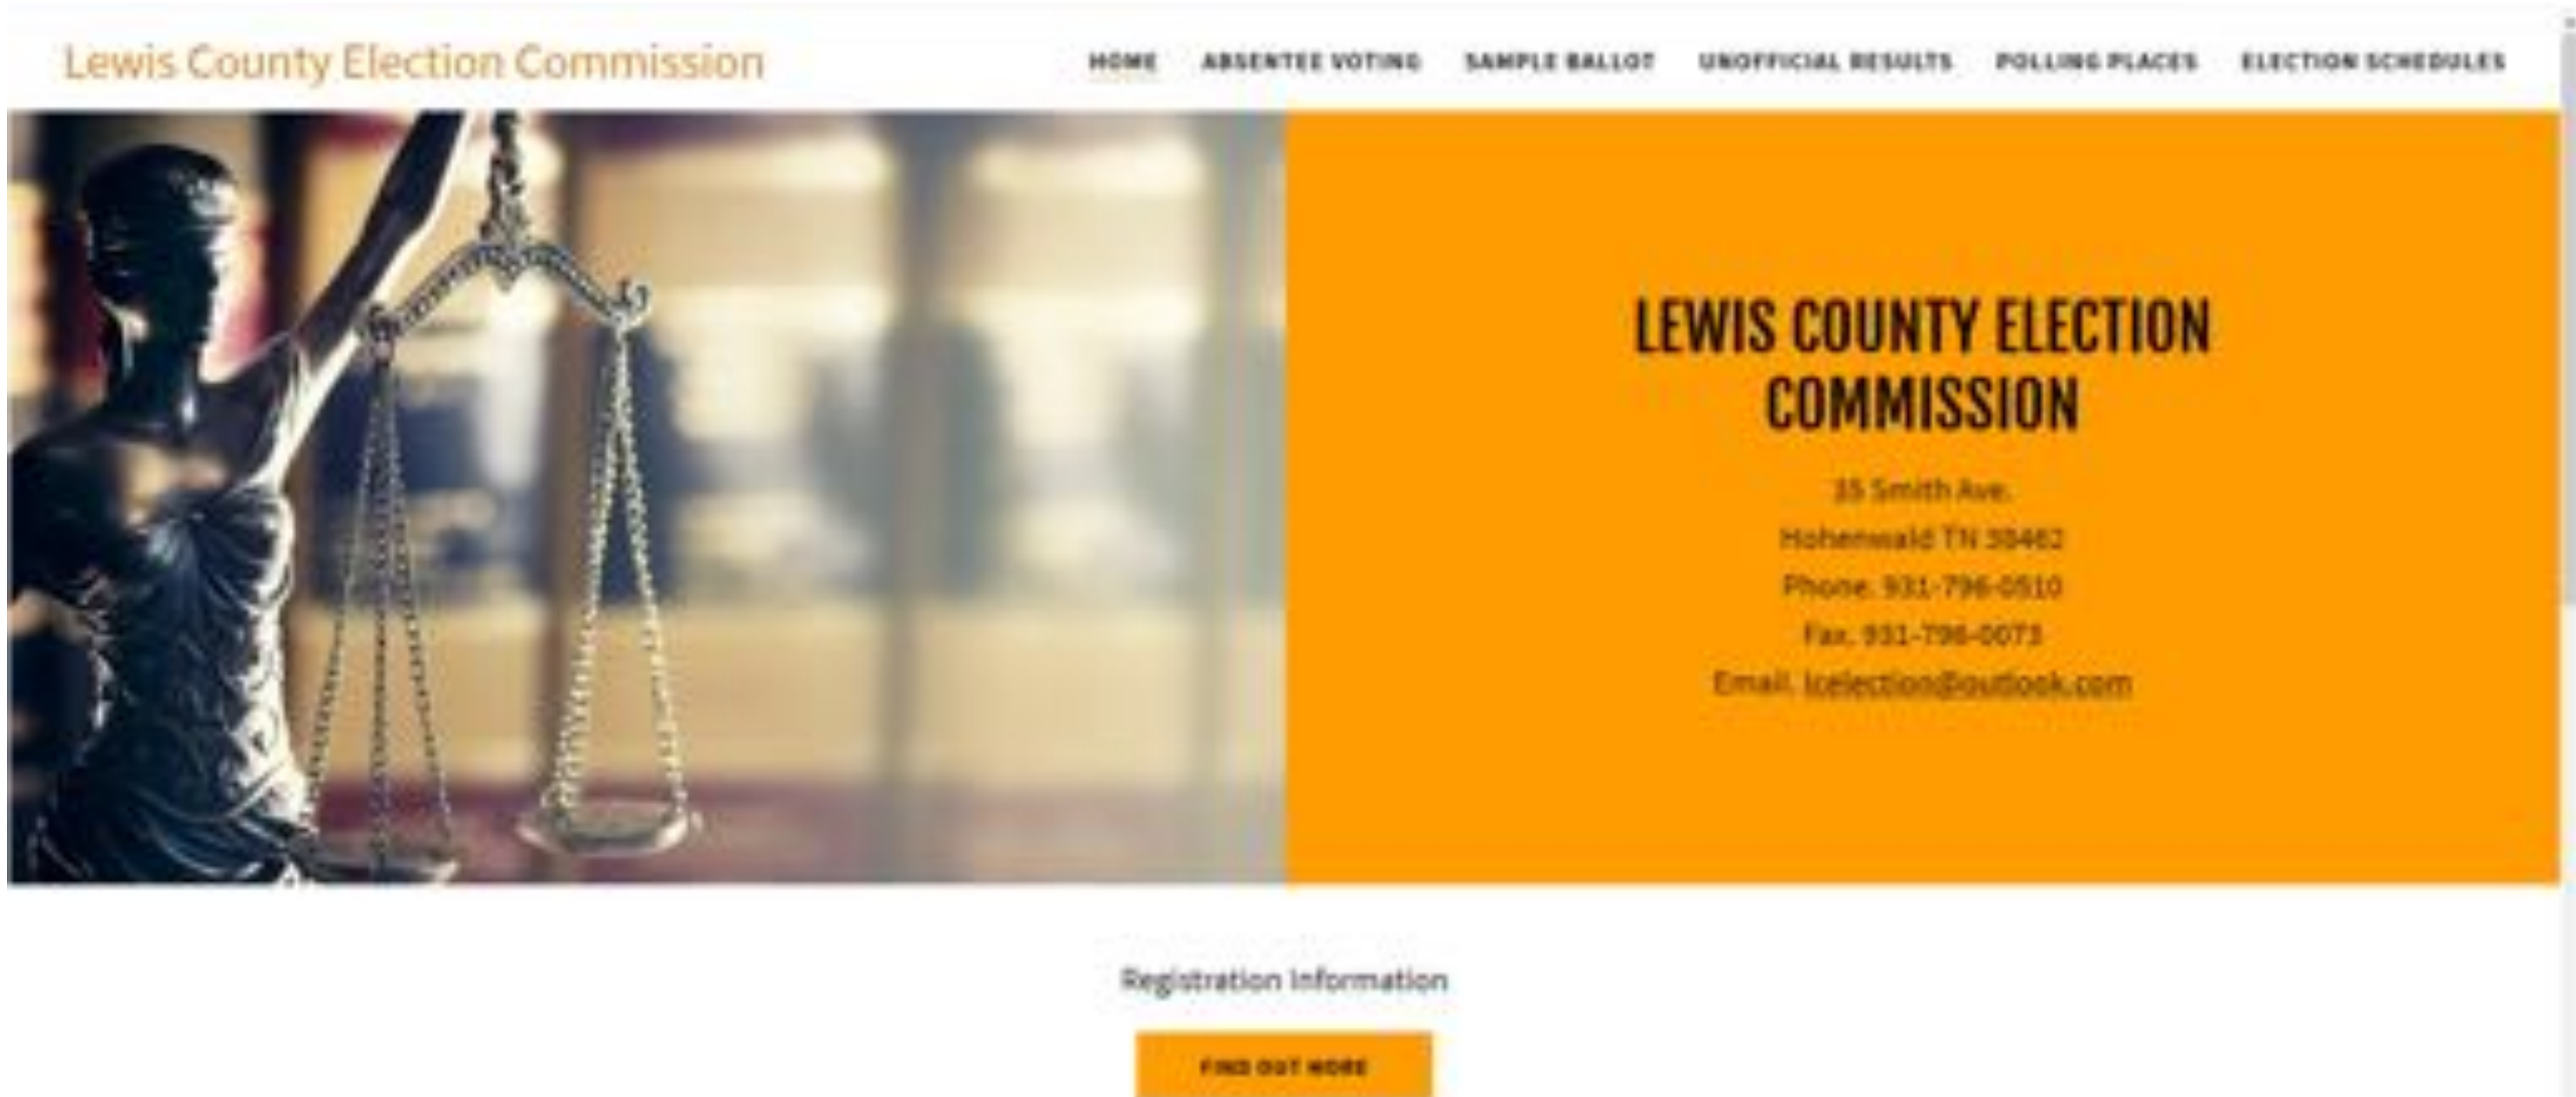 Lewis County Election Commission
HOME ABSENTEE VOTING SAMPLE BALLOT UNOFFICIAL RESULTS POLLING PLACES ELECTION SCHEDULES
LEWIS COUNTY ELECTION
COMMISSION
35 Smith Ave.
Hohenwald TN 38462
Phone. 931-796-0510
Fax. 931-796-0073
Email. lcelection@outlook.com
Registration Information
FIND OUT MORE